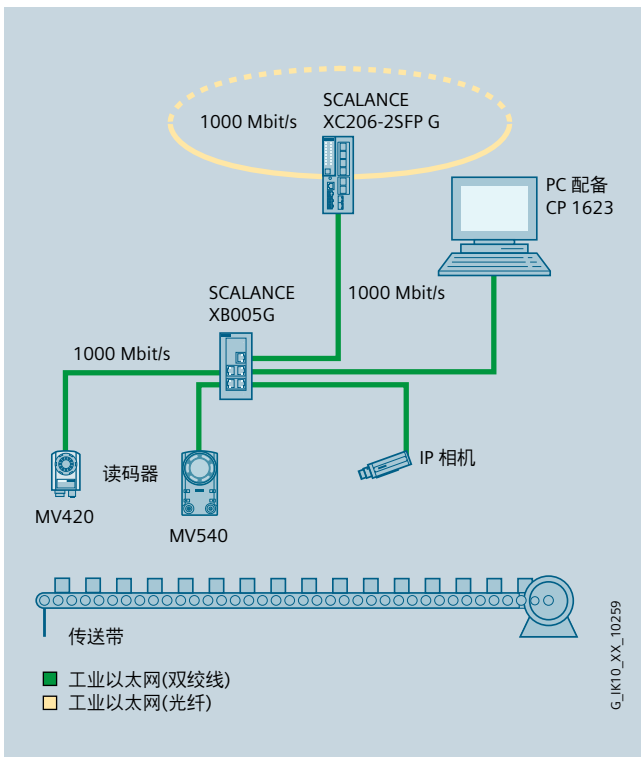 SCALANCE
XC206-2SFP G
1000 Mbit/s
PC 配备
CP 1623
SCALANCE
XB005G
1000 Mbit/s
1000 Mbit/s
读码器
IP 相机
MV420
MV540
传送带
工业以太网(双绞线)
工业以太网(光纤)
G_IK10_XX_10259